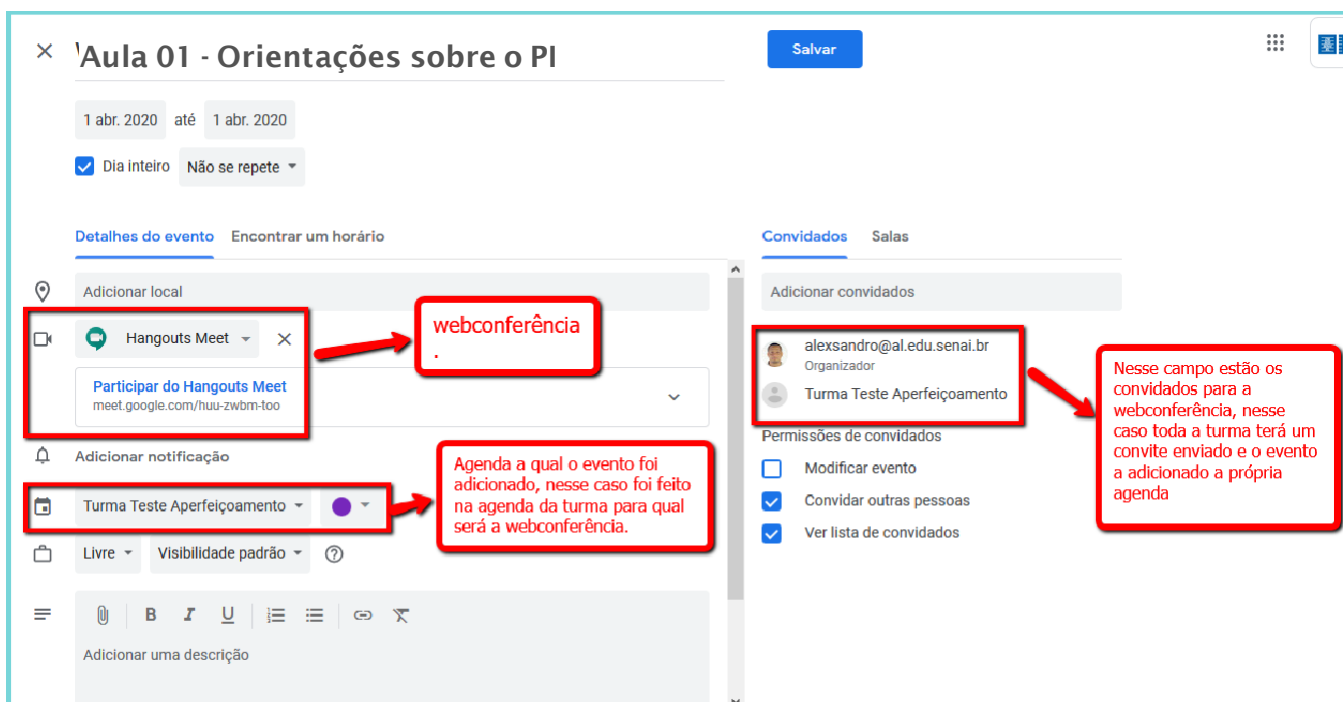 Aula 01 - Orientações sobre o PI
Salvar
1 abr. 2020 até 1 abr. 2020
Dia inteiro Não se repete
Detalhes do evento Encontrar um horário
Convidados Salas
Adicionar local
Adicionar convidados
Hangouts Meet
webconferência
.
Participar do Hangouts Meet
meet.google.com/huu-zwbm-too
alexsandro@al.edu.senai.br
Organizador
Turma Teste Aperfeiçoamento
Nesse campo estão os
convidados para a
webconferência, nesse
caso toda a turma terá um
convite enviado e o evento
a adicionado a própria
agenda
Adicionar notificação
Permissões de convidados
Modificar evento
Convidar outras pessoas
Ver lista de convidados
Agenda a qual o evento foi
adicionado, nesse caso foi feito
na agenda da turma para qual
será a webconferência.
Turma Teste Aperfeiçoamento
Livre Visibilidade padrão
B I U
Adicionar uma descrição